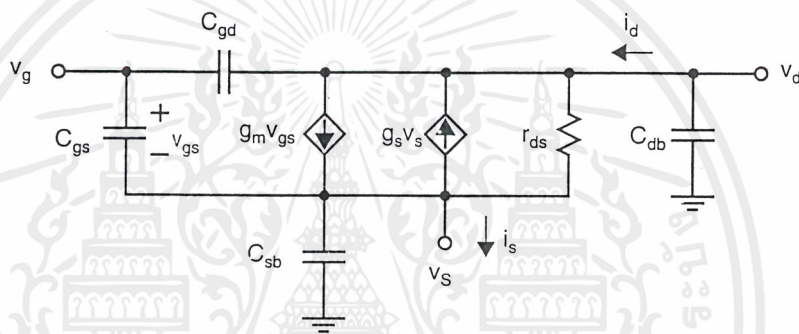 C_gd
i_d
v_g
v_d
+
C_gs
− v_gs
g_m v_gs
g_s v_s
r_ds
C_db
C_sb
i_s
v_S